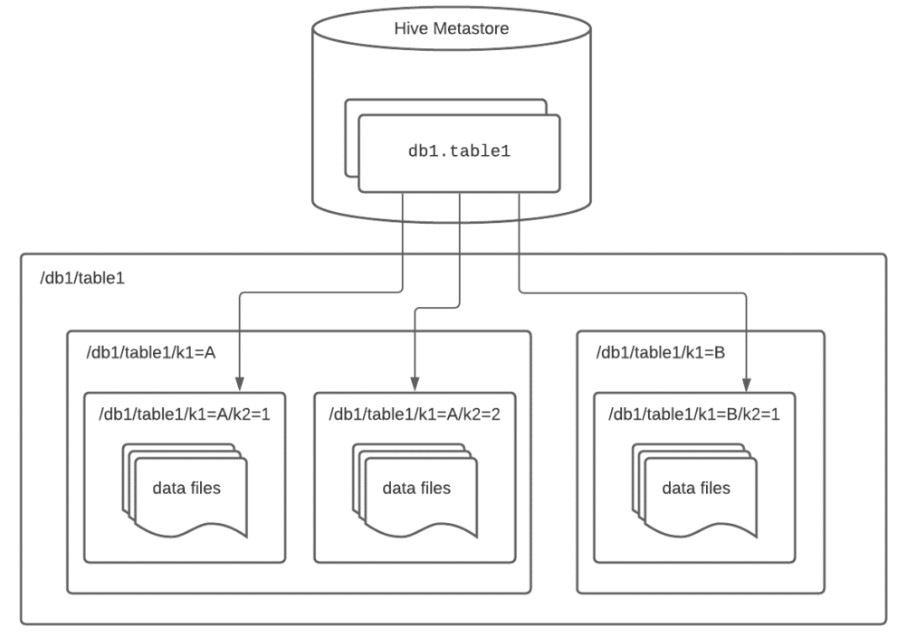 Hive Metastore
db1.table1
/db1/table1
/db1/table1/k1=A
/db1/table1/k1=B
/db1/table1/k1=A/k2=1
/db1/table1/k1=A/k2=2
/db1/table1/k1=B/k2=1
data files
data files
data files